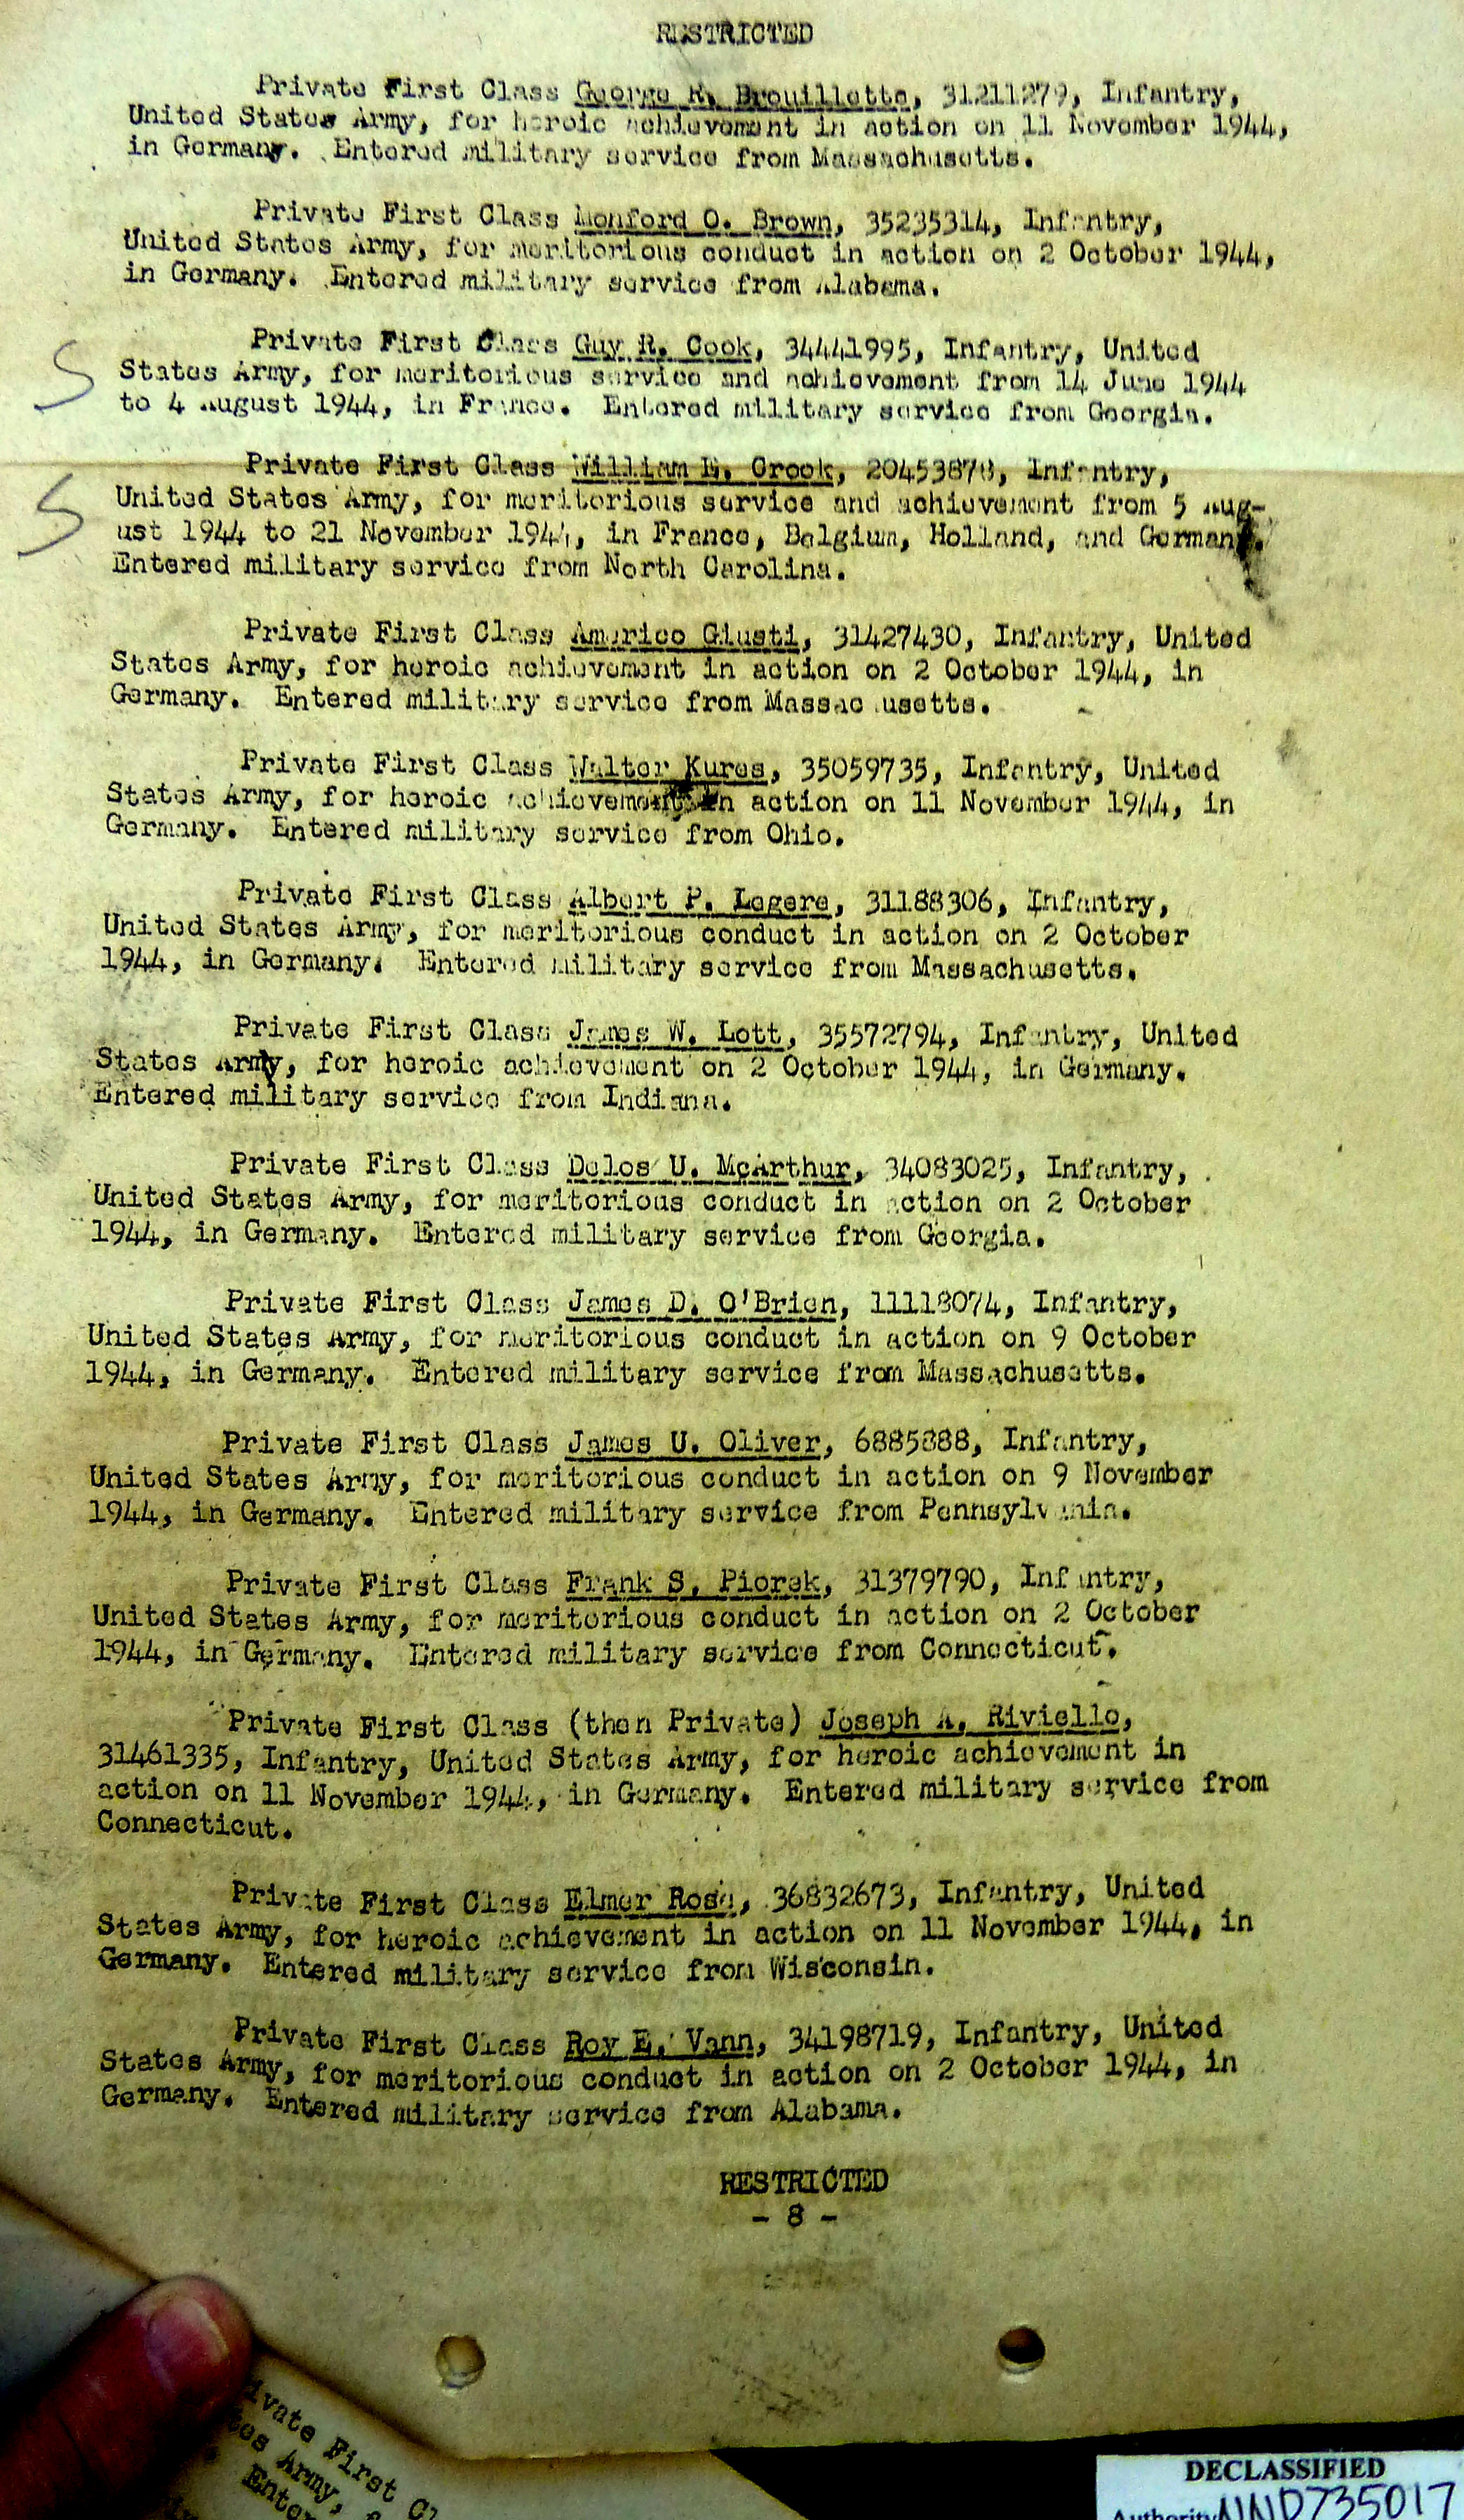 RESTRICTED
Private First Class George R. Brouillette, 31211279, Infantry,
United States Army, for heroic achievement in action on 11 November 1944,
in Germany. Entered military service from Massachusetts.
Private First Class Monford O. Brown, 35235314, Infantry,
United States Army, for meritorious conduct in action on 2 October 1944,
in Germany. Entered military service from Alabama.
Private First Class Guy R. Cook, 34441995, Infantry, United
States Army, for meritorious service and achievement from 14 June 1944
to 4 August 1944, in France. Entered military service from Georgia.
S
Private First Class William E. Crook, 20453878, Infantry,
United States Army, for meritorious service and achievement from 5 Aug-
ust 1944 to 21 November 1944, in France, Belgium, Holland, and Germany.
Entered military service from North Carolina.
S
Private First Class Americo Giusti, 31427430, Infantry, United
States Army, for heroic achievement in action on 2 October 1944, in
Germany. Entered military service from Massachusetts.
Private First Class Walter Kures, 35059735, Infantry, United
States Army, for heroic achievement in action on 11 November 1944, in
Germany. Entered military service from Ohio.
Private First Class Albert P. Legere, 31188306, Infantry,
United States Army, for meritorious conduct in action on 2 October
1944, in Germany. Entered military service from Massachusetts.
Private First Class James W. Lott, 35572794, Infantry, United
States Army, for heroic achievement on 2 October 1944, in Germany.
Entered military service from Indiana.
Private First Class Delos U. McArthur, 34083025, Infantry,
United States Army, for meritorious conduct in action on 2 October
1944, in Germany. Entered military service from Georgia.
Private First Class James D. O'Brien, 11118074, Infantry,
United States Army, for meritorious conduct in action on 9 October
1944, in Germany. Entered military service from Massachusetts.
Private First Class James U. Oliver, 6885888, Infantry,
United States Army, for meritorious conduct in action on 9 November
1944, in Germany. Entered military service from Pennsylvania.
Private First Class Frank S. Piorek, 31379790, Infantry,
United States Army, for meritorious conduct in action on 2 October
1944, in Germany. Entered military service from Connecticut.
Private First Class (then Private) Joseph A. Riviello,
31461335, Infantry, United States Army, for heroic achievement in
action on 11 November 1944, in Germany. Entered military service from
Connecticut.
Private First Class Elmer Rose, 36832673, Infantry, United
States Army, for heroic achievement in action on 11 November 1944, in
Germany. Entered military service from Wisconsin.
Private First Class Roy E. Vann, 34198719, Infantry, United
States Army, for meritorious conduct in action on 2 October 1944, in
Germany. Entered military service from Alabama.
RESTRICTED
- 8 -
ivate First Cl
tes Army,
Enter
DECLASSIFIED
Authority NND735017